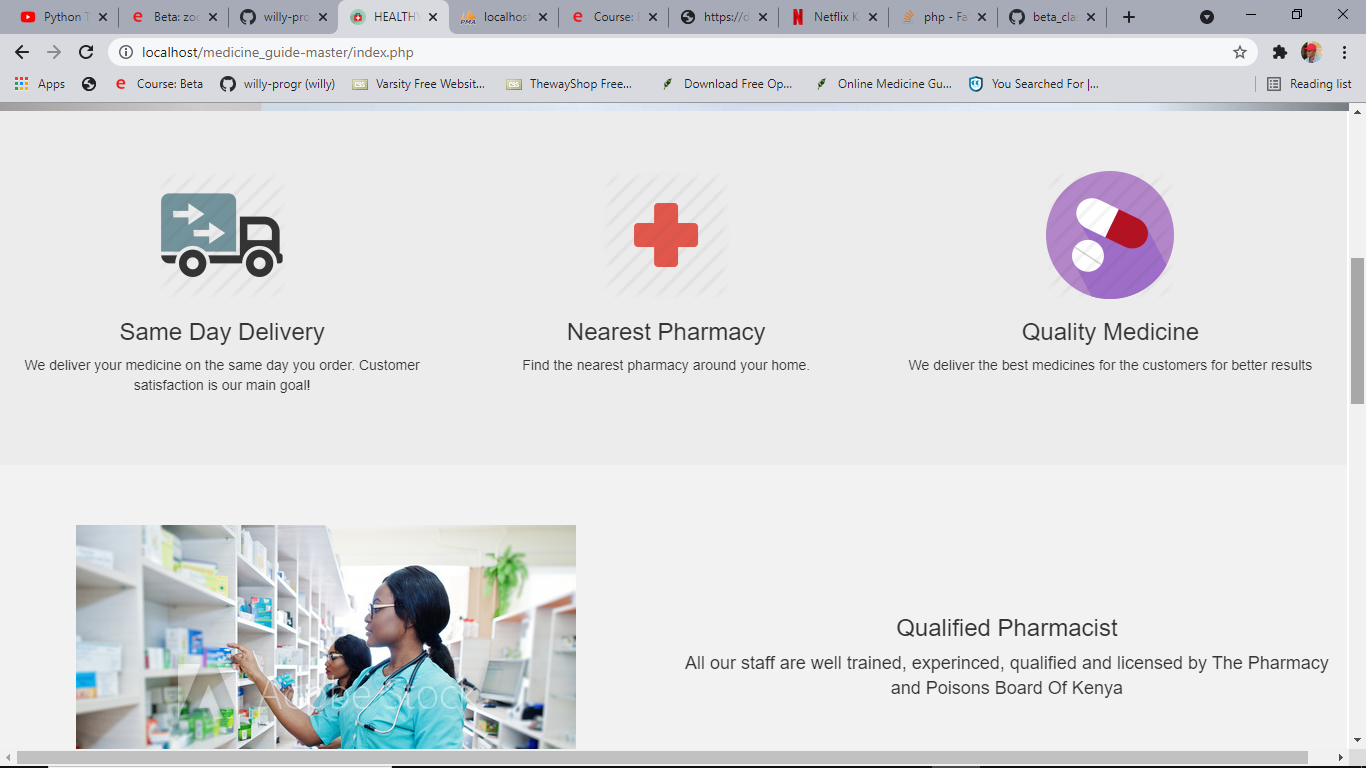 Python T
Beta: zoo
willy-pro
HEALTHY
PMA
localhost
Course: I
https://d
Netflix K
php - Fa
beta_cla
localhost/medicine_guide-master/index.php
Apps
Course: Beta
willy-progr (willy)
CSS
Varsity Free Websit...
CSS
ThewayShop Free...
Download Free Op...
Online Medicine Gu...
You Searched For |...
Reading list
Same Day Delivery
We deliver your medicine on the same day you order. Customer
satisfaction is our main goal!
Nearest Pharmacy
Find the nearest pharmacy around your home.
Quality Medicine
We deliver the best medicines for the customers for better results
Adobe Stock
Qualified Pharmacist
All our staff are well trained, experinced, qualified and licensed by The Pharmacy
and Poisons Board Of Kenya